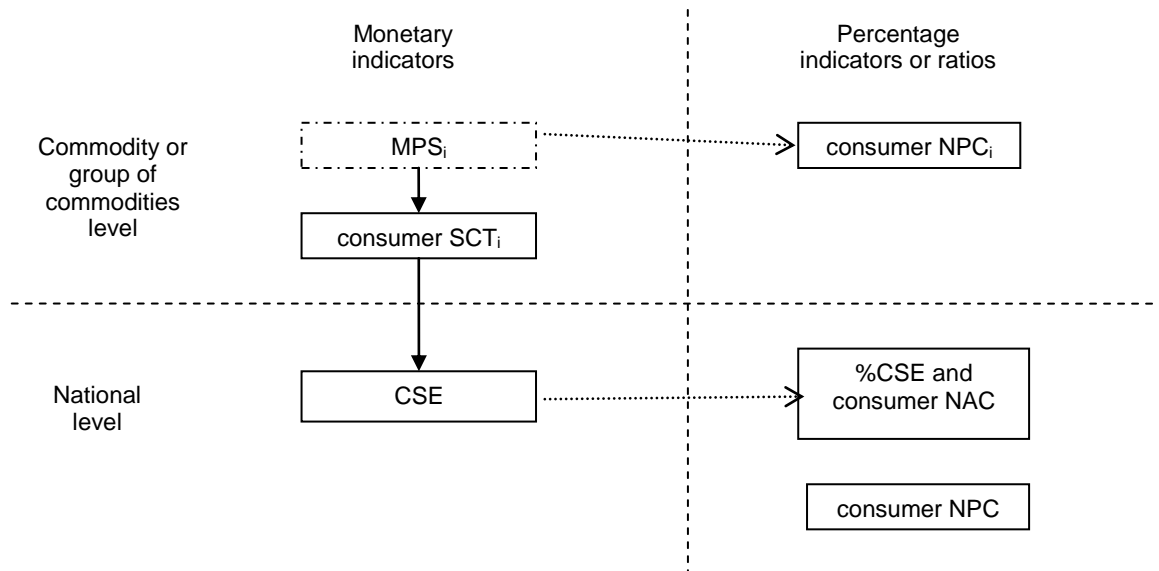 Monetary
indicators
Percentage
indicators or ratios
Commodity or
group of
commodities
level
MPSi
consumer NPCi
consumer SCTi
National
level
CSE
%CSE and
consumer NAC
consumer NPC